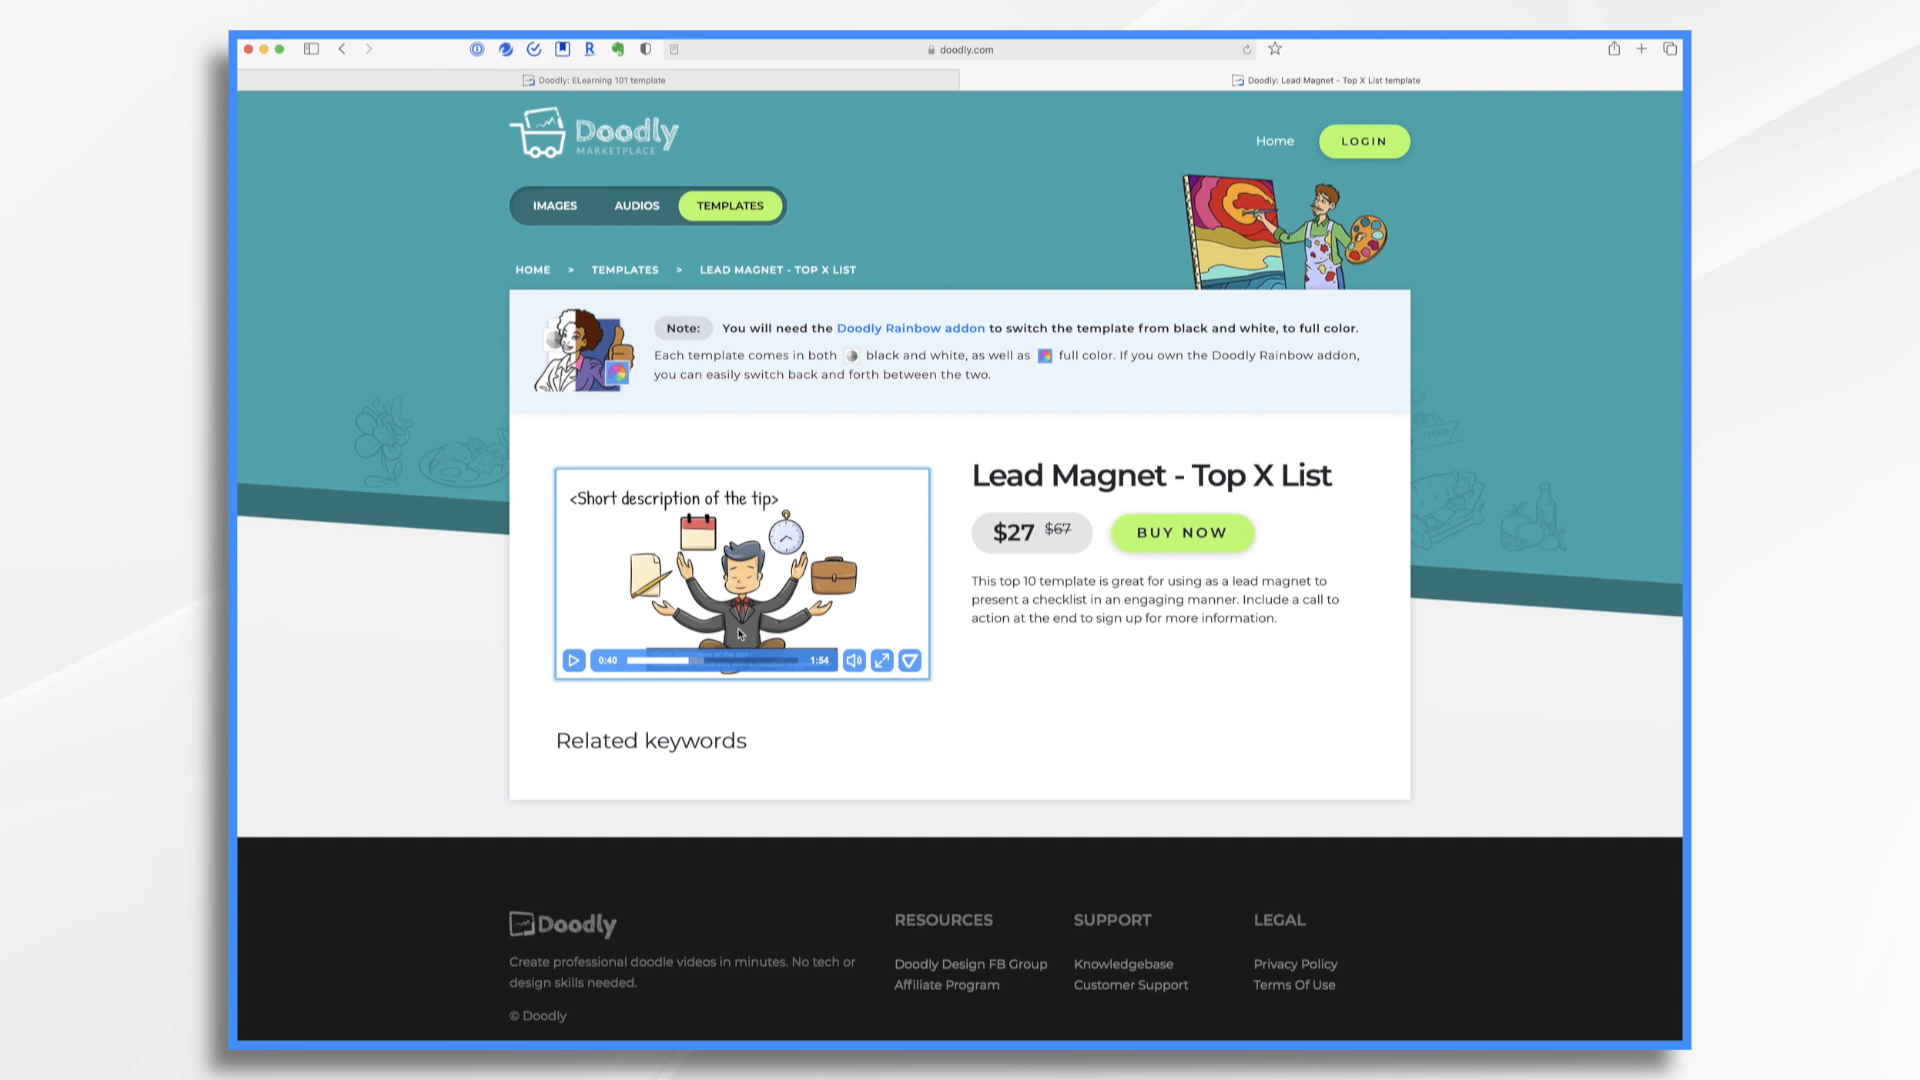 doodly.com
Doodly: ELearning 101 template
Doodly: Lead Magnet - Top X List template
Doodly
MARKETPLACE
Home
LOGIN
IMAGES
AUDIOS
TEMPLATES
HOME > TEMPLATES > LEAD MAGNET - TOP X LIST
Note: You will need the Doodly Rainbow addon to switch the template from black and white, to full color.
Each template comes in both black and white, as well as full color. If you own the Doodly Rainbow addon,
you can easily switch back and forth between the two.
<Short description of the tip>
0:40
1:54
Lead Magnet - Top X List
$27 $67
BUY NOW
This top 10 template is great for using as a lead magnet to
present a checklist in an engaging manner. Include a call to
action at the end to sign up for more information.
Related keywords
Doodly
Create professional doodle videos in minutes. No tech or
design skills needed.
© Doodly
RESOURCES
Doodly Design FB Group
Affiliate Program
SUPPORT
Knowledgebase
Customer Support
LEGAL
Privacy Policy
Terms Of Use